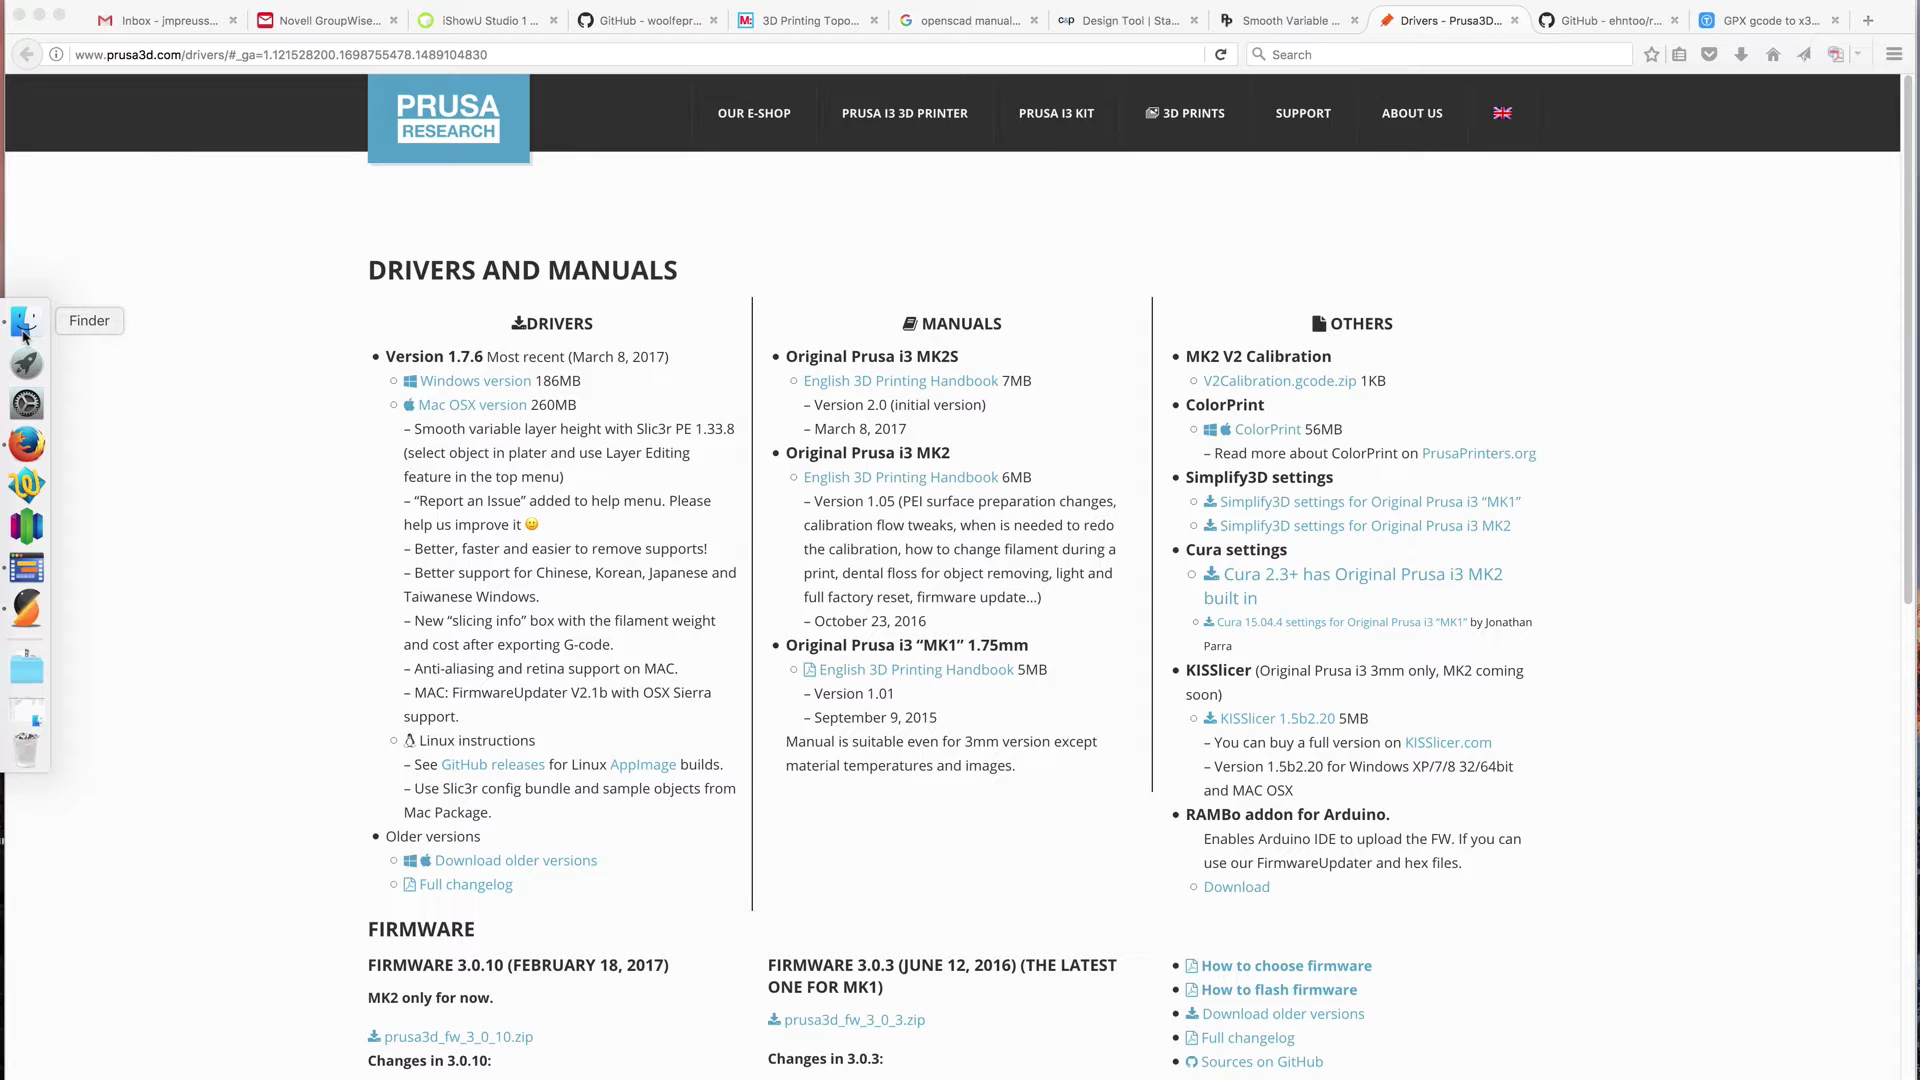 Inbox - jmpreuss...
Novell GroupWise...
iShowU Studio 1 ...
GitHub - woolfepr...
3D Printing Topo...
openscad manual...
Design Tool | Sta...
Smooth Variable ...
Drivers - Prusa3D...
GitHub - ehntoo/r...
GPX gcode to x3...
www.prusa3d.com/drivers/#_ga=1.121528200.1698755478.1489104830
Search
PRUSA
RESEARCH
OUR E-SHOP
PRUSA I3 3D PRINTER
PRUSA I3 KIT
3D PRINTS
SUPPORT
ABOUT US
DRIVERS AND MANUALS
Finder
DRIVERS
Version 1.7.6 Most recent (March 8, 2017)
Windows version 186MB
Mac OSX version 260MB
– Smooth variable layer height with Slic3r PE 1.33.8
(select object in plater and use Layer Editing
feature in the top menu)
– “Report an Issue” added to help menu. Please
help us improve it 🙂
– Better, faster and easier to remove supports!
– Better support for Chinese, Korean, Japanese and
Taiwanese Windows.
– New “slicing info” box with the filament weight
and cost after exporting G-code.
– Anti-aliasing and retina support on MAC.
– MAC: FirmwareUpdater V2.1b with OSX Sierra
support.
Linux instructions
– See GitHub releases for Linux AppImage builds.
– Use Slic3r config bundle and sample objects from
Mac Package.
Older versions
Download older versions
Full changelog
MANUALS
Original Prusa i3 MK2S
English 3D Printing Handbook 7MB
– Version 2.0 (initial version)
– March 8, 2017
Original Prusa i3 MK2
English 3D Printing Handbook 6MB
– Version 1.05 (PEI surface preparation changes,
calibration flow tweaks, when is needed to redo
the calibration, how to change filament during a
print, dental floss for object removing, light and
full factory reset, firmware update...)
– October 23, 2016
Original Prusa i3 “MK1” 1.75mm
English 3D Printing Handbook 5MB
– Version 1.01
– September 9, 2015
Manual is suitable even for 3mm version except
material temperatures and images.
OTHERS
MK2 V2 Calibration
V2Calibration.gcode.zip 1KB
ColorPrint
ColorPrint 56MB
– Read more about ColorPrint on PrusaPrinters.org
Simplify3D settings
Simplify3D settings for Original Prusa i3 “MK1”
Simplify3D settings for Original Prusa i3 MK2
Cura settings
Cura 2.3+ has Original Prusa i3 MK2
built in
Cura 15.04.4 settings for Original Prusa i3 “MK1” by Jonathan
Parra
KISSlicer (Original Prusa i3 3mm only, MK2 coming
soon)
KISSlicer 1.5b2.20 5MB
– You can buy a full version on KISSlicer.com
– Version 1.5b2.20 for Windows XP/7/8 32/64bit
and MAC OSX
RAMBo addon for Arduino.
Enables Arduino IDE to upload the FW. If you can
use our FirmwareUpdater and hex files.
Download
FIRMWARE
FIRMWARE 3.0.10 (FEBRUARY 18, 2017)
MK2 only for now.
prusa3d_fw_3_0_10.zip
Changes in 3.0.10:
FIRMWARE 3.0.3 (JUNE 12, 2016) (THE LATEST
ONE FOR MK1)
prusa3d_fw_3_0_3.zip
Changes in 3.0.3:
How to choose firmware
How to flash firmware
Download older versions
Full changelog
Sources on GitHub